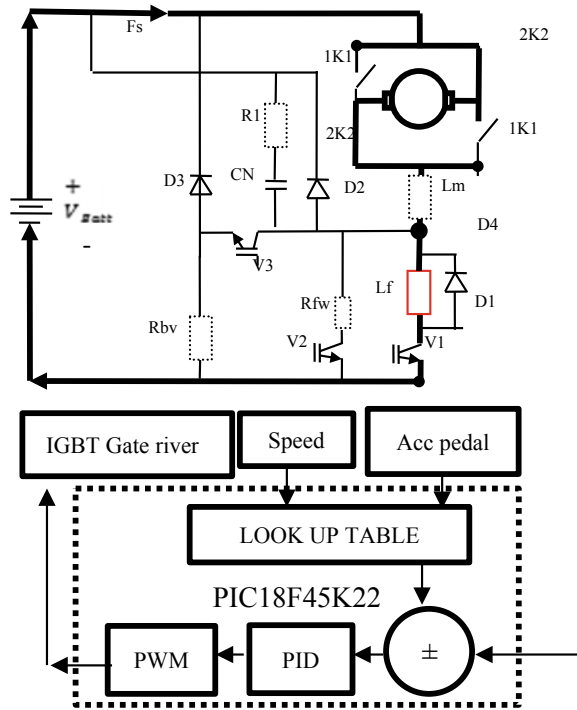 Fs
2K2
1K1
R1
2K2
1K1
D3
CN
D2
Lm
+
V Batt
-
D4
V3
Lf
Rfw
D1
Rbv
V2
V1
IGBT Gate river
Speed
Acc pedal
LOOK UP TABLE
PIC18F45K22
PWM
PID
±